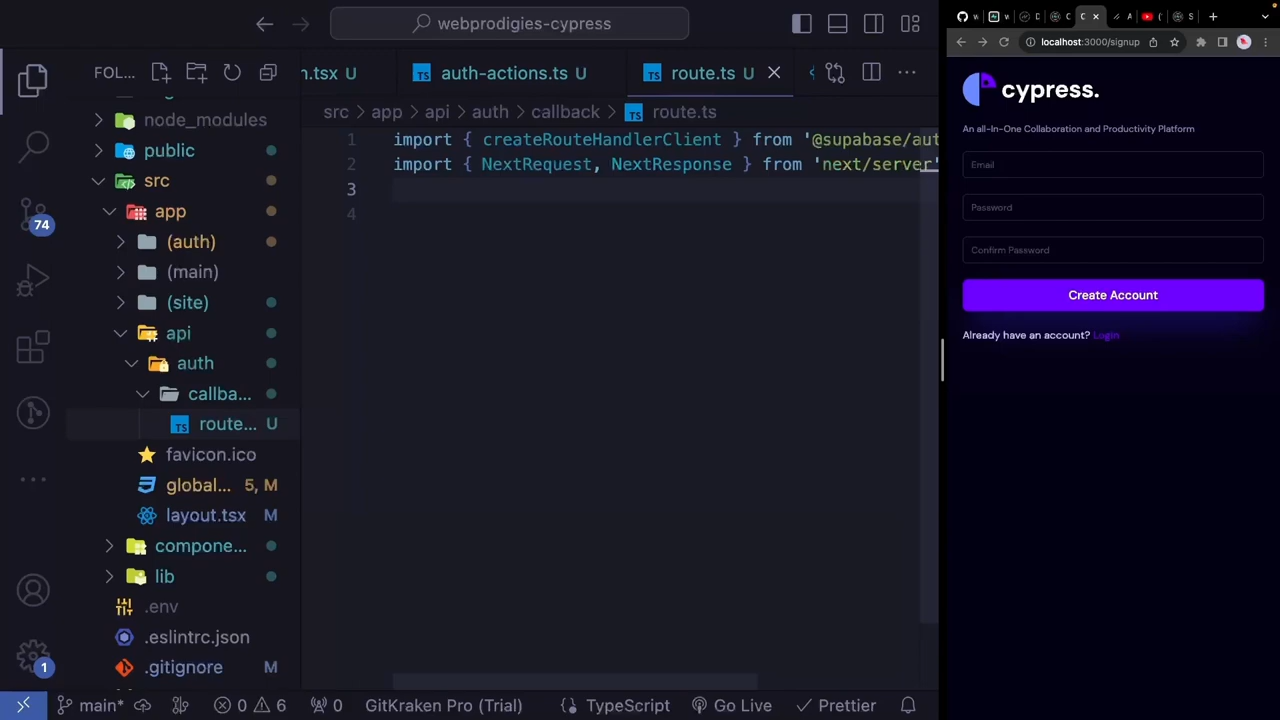 webprodigies-cypress
FOL...
n.tsx U
auth-actions.ts U
route.ts U
src > app > api > auth > callback > route.ts
1 import { createRouteHandlerClient } from '@supabase/aut
2 import { NextRequest, NextResponse } from 'next/server'
3
4
node_modules
public
src
app
(auth)
(main)
(site)
api
auth
callba...
route... U
favicon.ico
global... 5, M
layout.tsx M
compone...
lib
.env
.eslintrc.json
.gitignore M
74
1
main* 0 6 0 GitKraken Pro (Trial) TypeScript Go Live Prettier
localhost:3000/signup
cypress.
An all-In-One Collaboration and Productivity Platform
Email
Password
Confirm Password
Create Account
Already have an account? Login